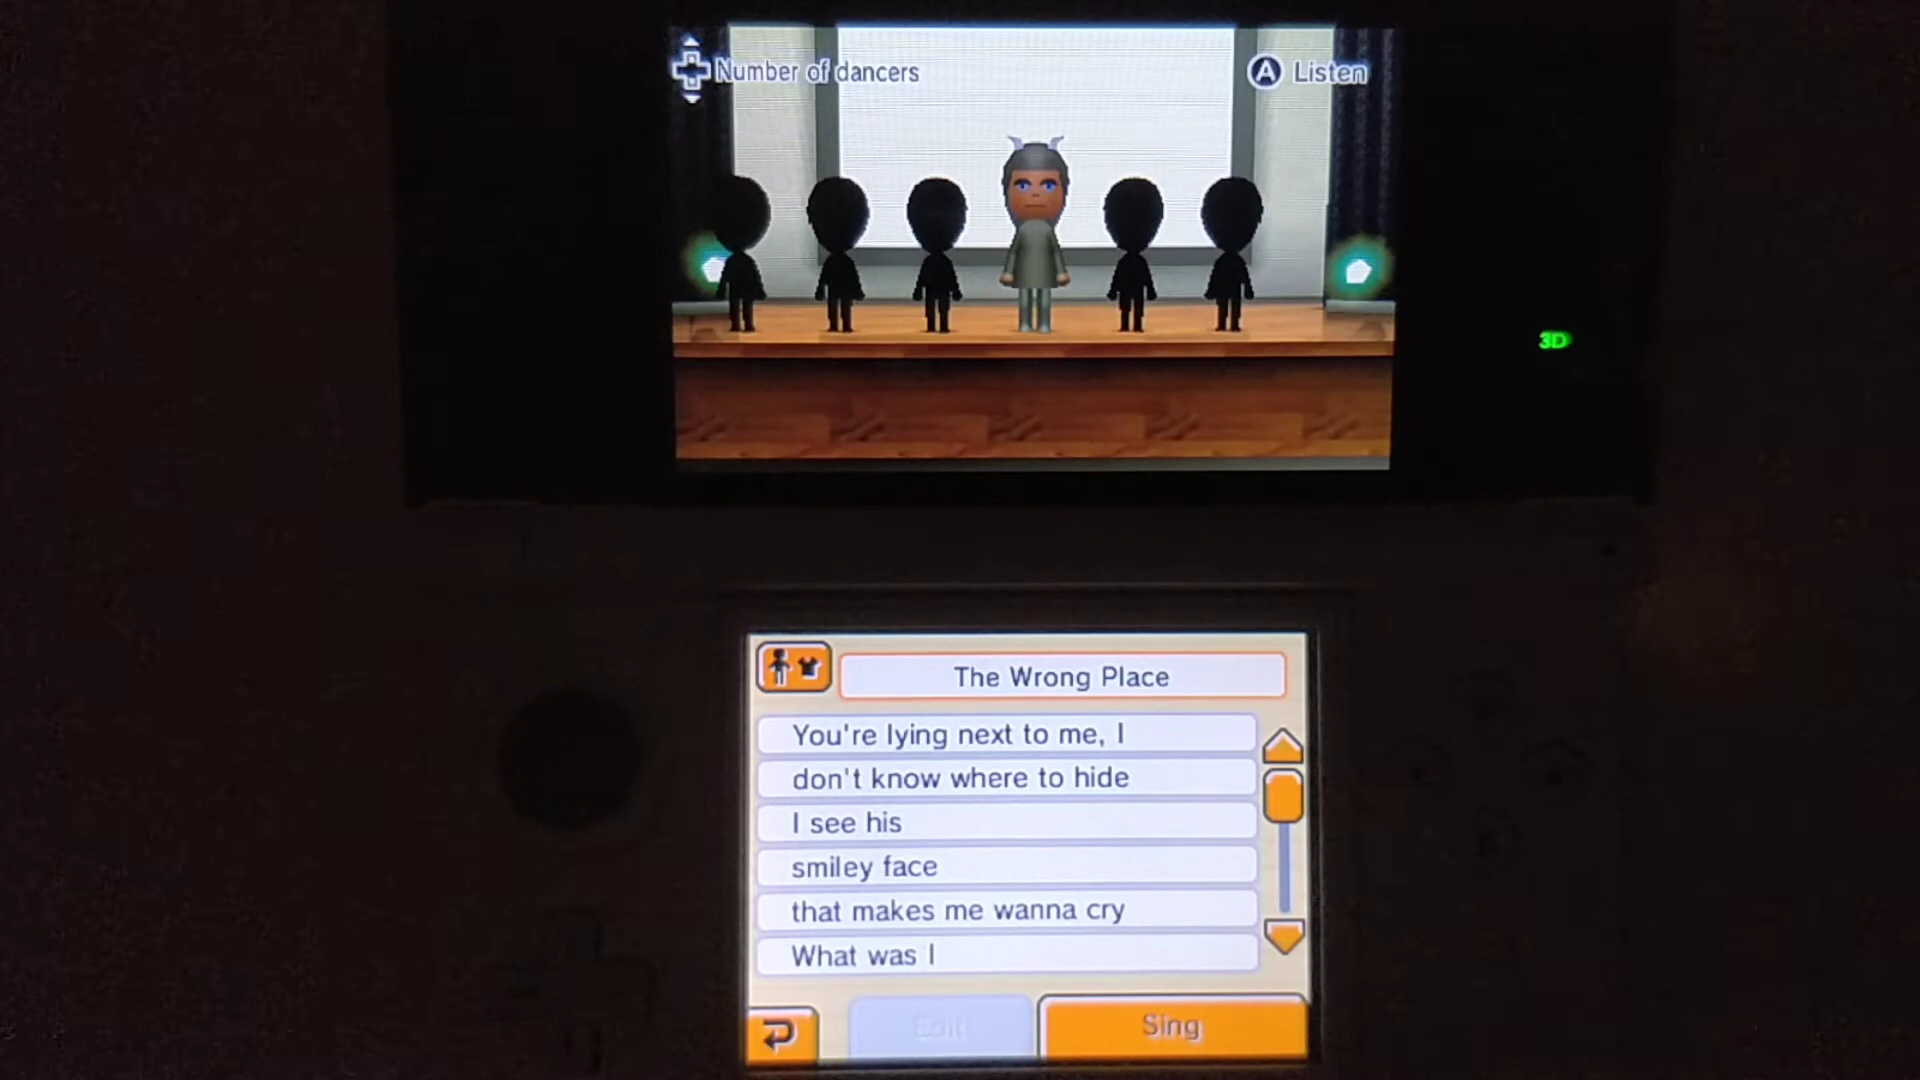 Number of dancers
A Listen
3D
The Wrong Place
You're lying next to me, I
don't know where to hide
I see his
smiley face
that makes me wanna cry
What was I
Edit
Sing